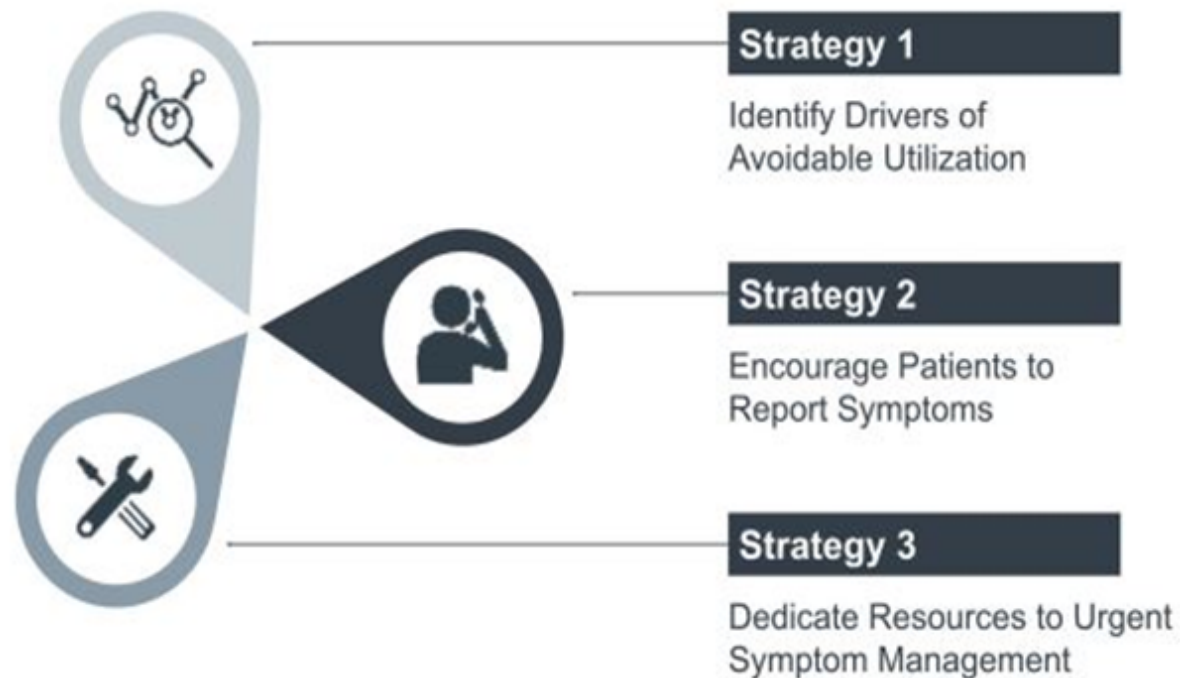 Strategy 1
Identify Drivers of
Avoidable Utilization
Strategy 2
Encourage Patients to
Report Symptoms
Strategy 3
Dedicate Resources to Urgent
Symptom Management